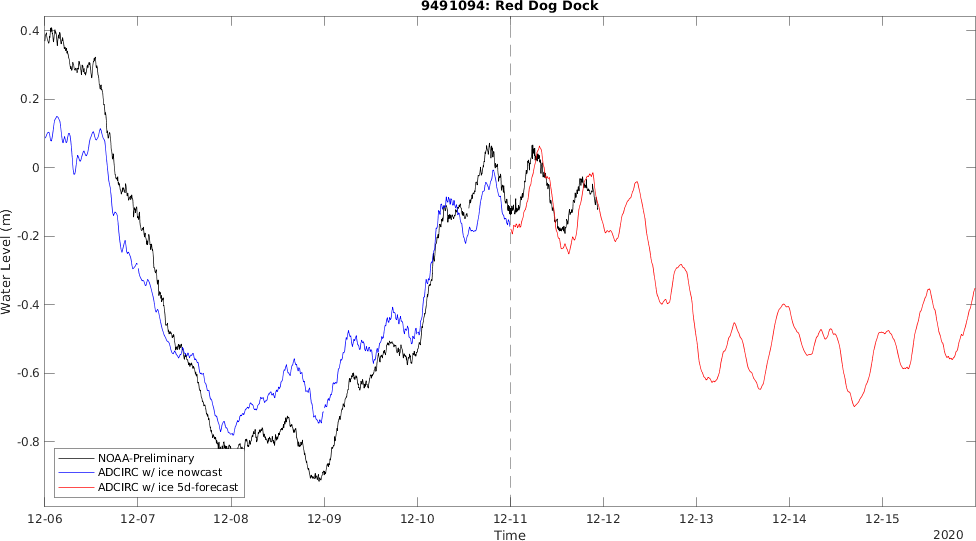 9491094: Red Dog Dock
Water Level (m)
0.4
0.2
0
-0.2
-0.4
-0.6
-0.8
NOAA-Preliminary
ADCIRC w/ ice nowcast
ADCIRC w/ ice 5d-forecast
12-06 12-07 12-08 12-09 12-10 12-11 12-12 12-13 12-14 12-15
Time
2020